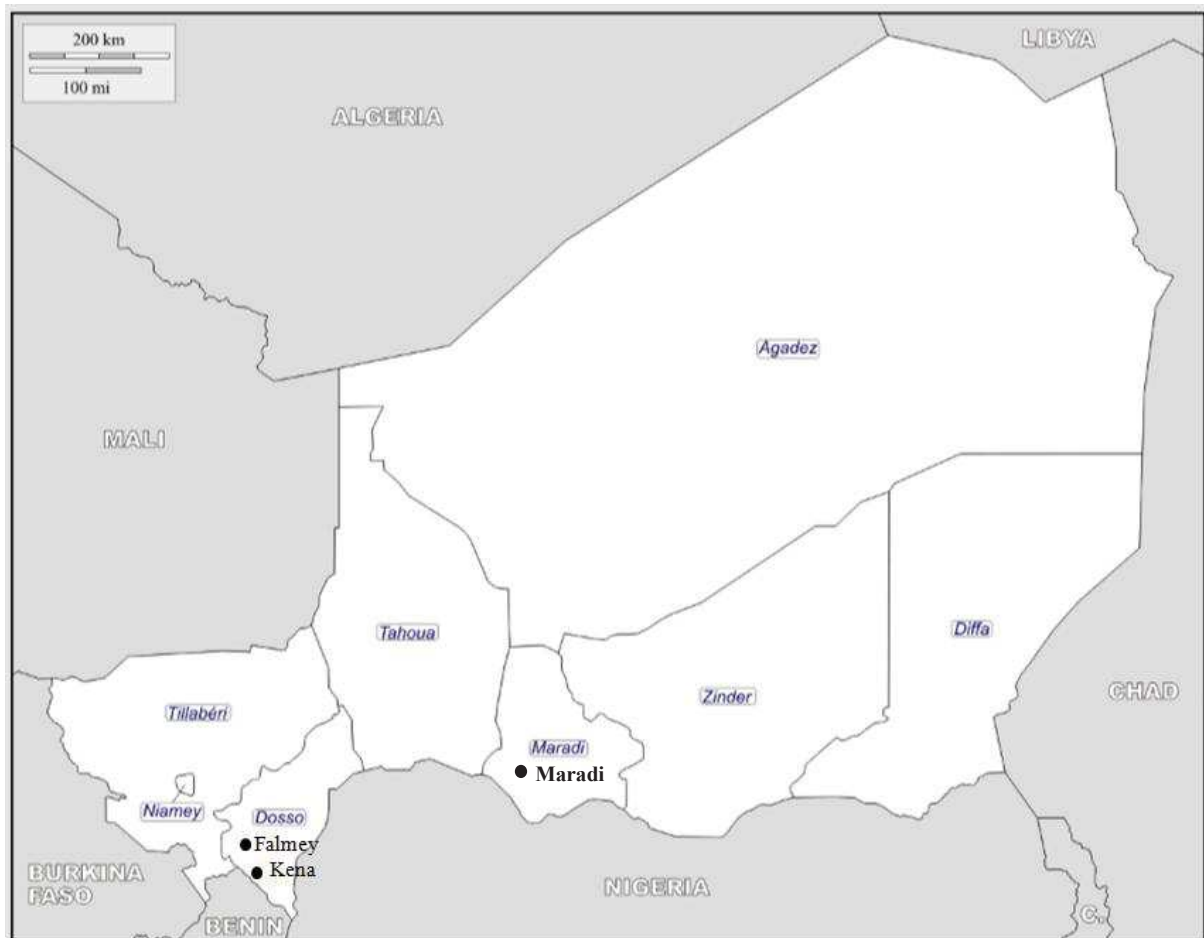 200 km
100 mi
LIBYA
ALGERIA
Agadez
MALI
Tahoua
Diffa
CHAD
Zinder
Tillabéri
Maradi
Maradi
Niamey
Dosso
Falmey
Kena
BURKINA
FASO
NIGERIA
BENIN
C.